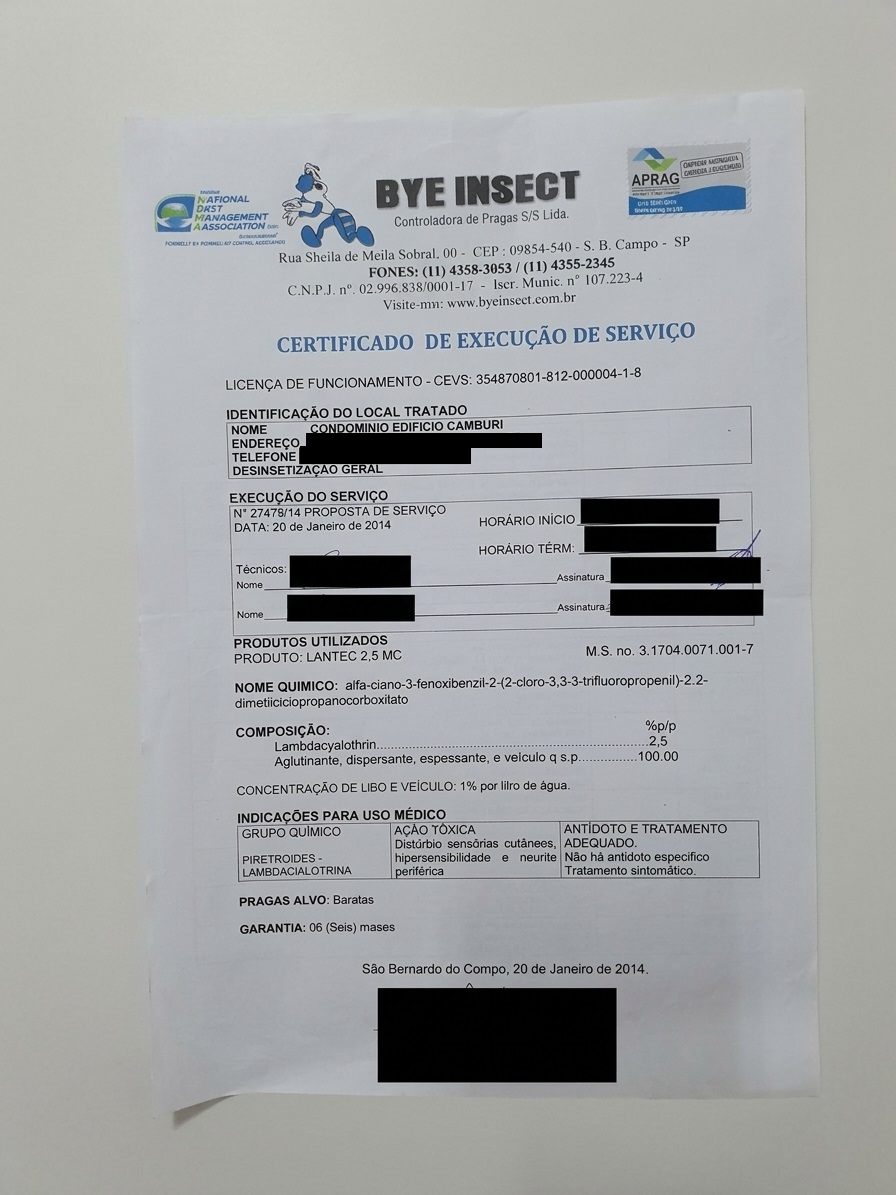 NATIONAL
MANAGEMENT
ASSOCIATION
BYE INSECT
Controladora de Pragas S/S Ltda.
APRAG
Rua Sheila de Meila Sobral, 00 - CEP : 09854-540 - S. B. Campo - SP
FONES: (11) 4358-3053 / (11) 4355-2345
C.N.P.J. nº. 02.996.838/0001-17 - Iscr. Munic. n° 107.223-4
Visite-mn: www.byeinsect.com.br
CERTIFICADO DE EXECUÇÃO DE SERVIÇO
LICENÇA DE FUNCIONAMENTO - CEVS: 354870801-812-000004-1-8
IDENTIFICAÇÃO DO LOCAL TRATADO
NOME CONDOMINIO EDIFICIO CAMBURI
ENDEREÇO
TELEFONE
DESINSETIZAÇÃO GERAL
EXECUÇÃO DO SERVIÇO
N° 27478/14 PROPOSTA DE SERVIÇO
DATA: 20 de Janeiro de 2014
HORÁRIO INÍCIO
HORÁRIO TÉRM:
Técnicos:
Nome Assinatura
Nome Assinatura
PRODUTOS UTILIZADOS
PRODUTO: LANTEC 2,5 MC M.S. no. 3.1704.0071.001-7
NOME QUIMICO: alfa-ciano-3-fenoxibenzil-2-(2-cloro-3,3-3-trifluoropropenil)-2.2-
dimetiiciciopropanocorboxitato
COMPOSIÇÃO: %p/p
Lambdacyalothrin.......................................................................2,5
Aglutinante, dispersante, espessante, e veículo q s.p................100.00
CONCENTRAÇÃO DE LIBO E VEÍCULO: 1% por lilro de água.
INDICAÇÕES PARA USO MÉDICO
GRUPO QUÍMICO
PIRETROIDES -
LAMBDACIALOTRINA
AÇÃO TÓXICA
Distúrbio sensórias cutânees,
hipersensibilidade e neurite
periférica
ANTÍDOTO E TRATAMENTO
ADEQUADO.
Não há antidoto especifico
Tratamento sintomático.
PRAGAS ALVO: Baratas
GARANTIA: 06 (Seis) mases
São Bernardo do Compo, 20 de Janeiro de 2014.